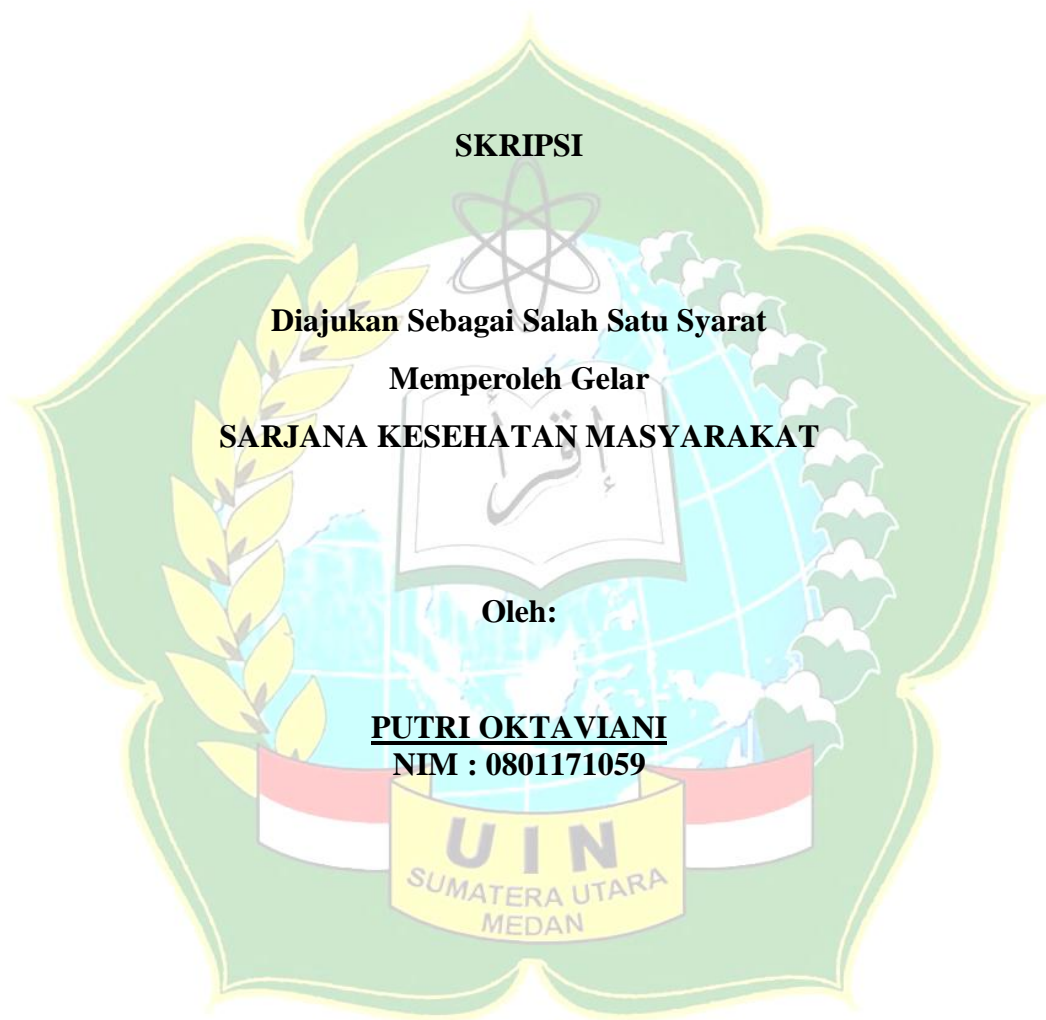 SKRIPSI
Diajukan Sebagai Salah Satu Syarat
Memperoleh Gelar
SARJANA KESEHATAN MASYARAKAT
إقرأ
Oleh:
PUTRI OKTAVIANI
NIM : 0801171059
UIN
SUMATERA UTARA
MEDAN